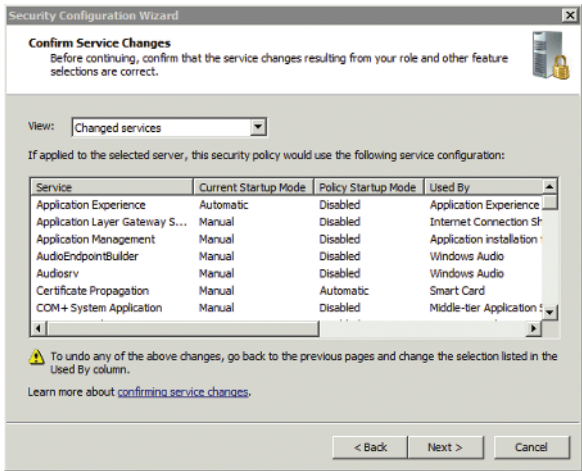 Security Configuration Wizard
Confirm Service Changes
Before continuing, confirm that the service changes resulting from your role and other feature
selections are correct.
View: Changed services
If applied to the selected server, this security policy would use the following service configuration:
Service Current Startup Mode Policy Startup Mode Used By
Application Experience Automatic Disabled Application Experience
Application Layer Gateway S... Manual Disabled Internet Connection Sh
Application Management Manual Disabled Application installation
AudioEndpointBuilder Manual Disabled Windows Audio
Audiosrv Manual Disabled Windows Audio
Certificate Propagation Manual Automatic Smart Card
COM+ System Application Manual Disabled Middle-tier Application
To undo any of the above changes, go back to the previous pages and change the selection listed in the
Used By column.
Learn more about confirming service changes.
< Back Next > Cancel